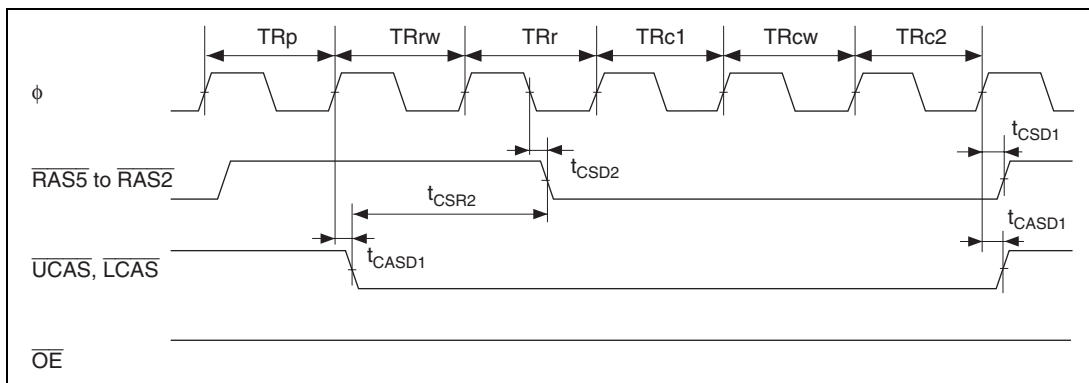 TRp TRrw TRr TRc1 TRcw TRc2
ϕ
tCSD1
RAS5 to RAS2
tCSD2
tCSR2
tCASD1
UCAS, LCAS
tCASD1
OE